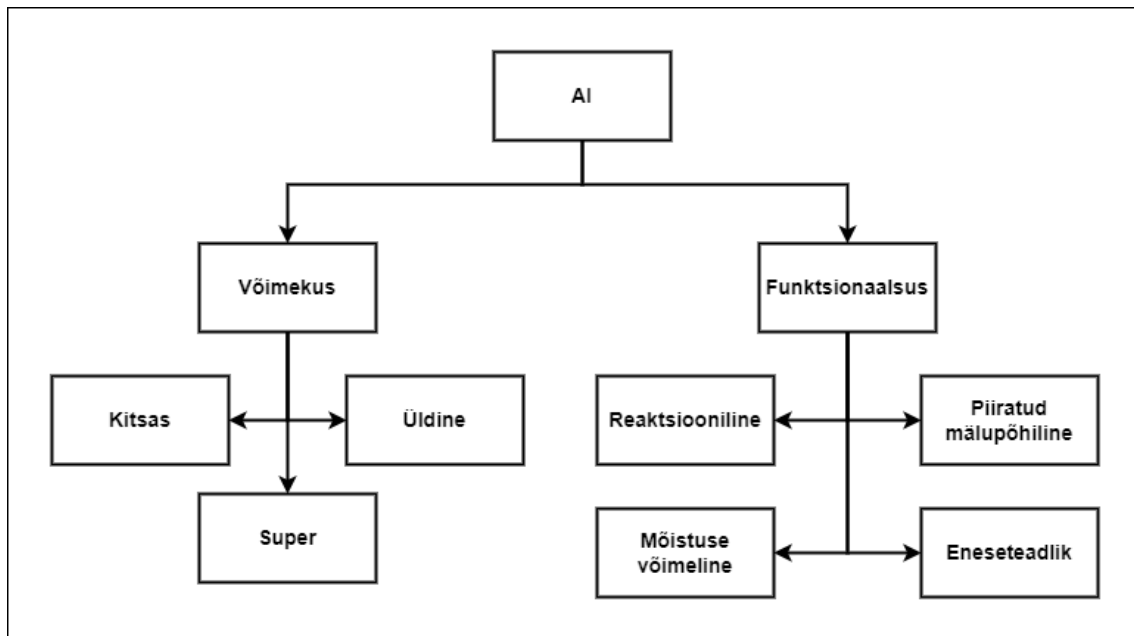 AI
Võimekus
Funktsionaalsus
Kitsas
Üldine
Super
Reaktsiooniline
Piiratud
mälupõhiline
Mõistuse
võimeline
Eneseteadlik